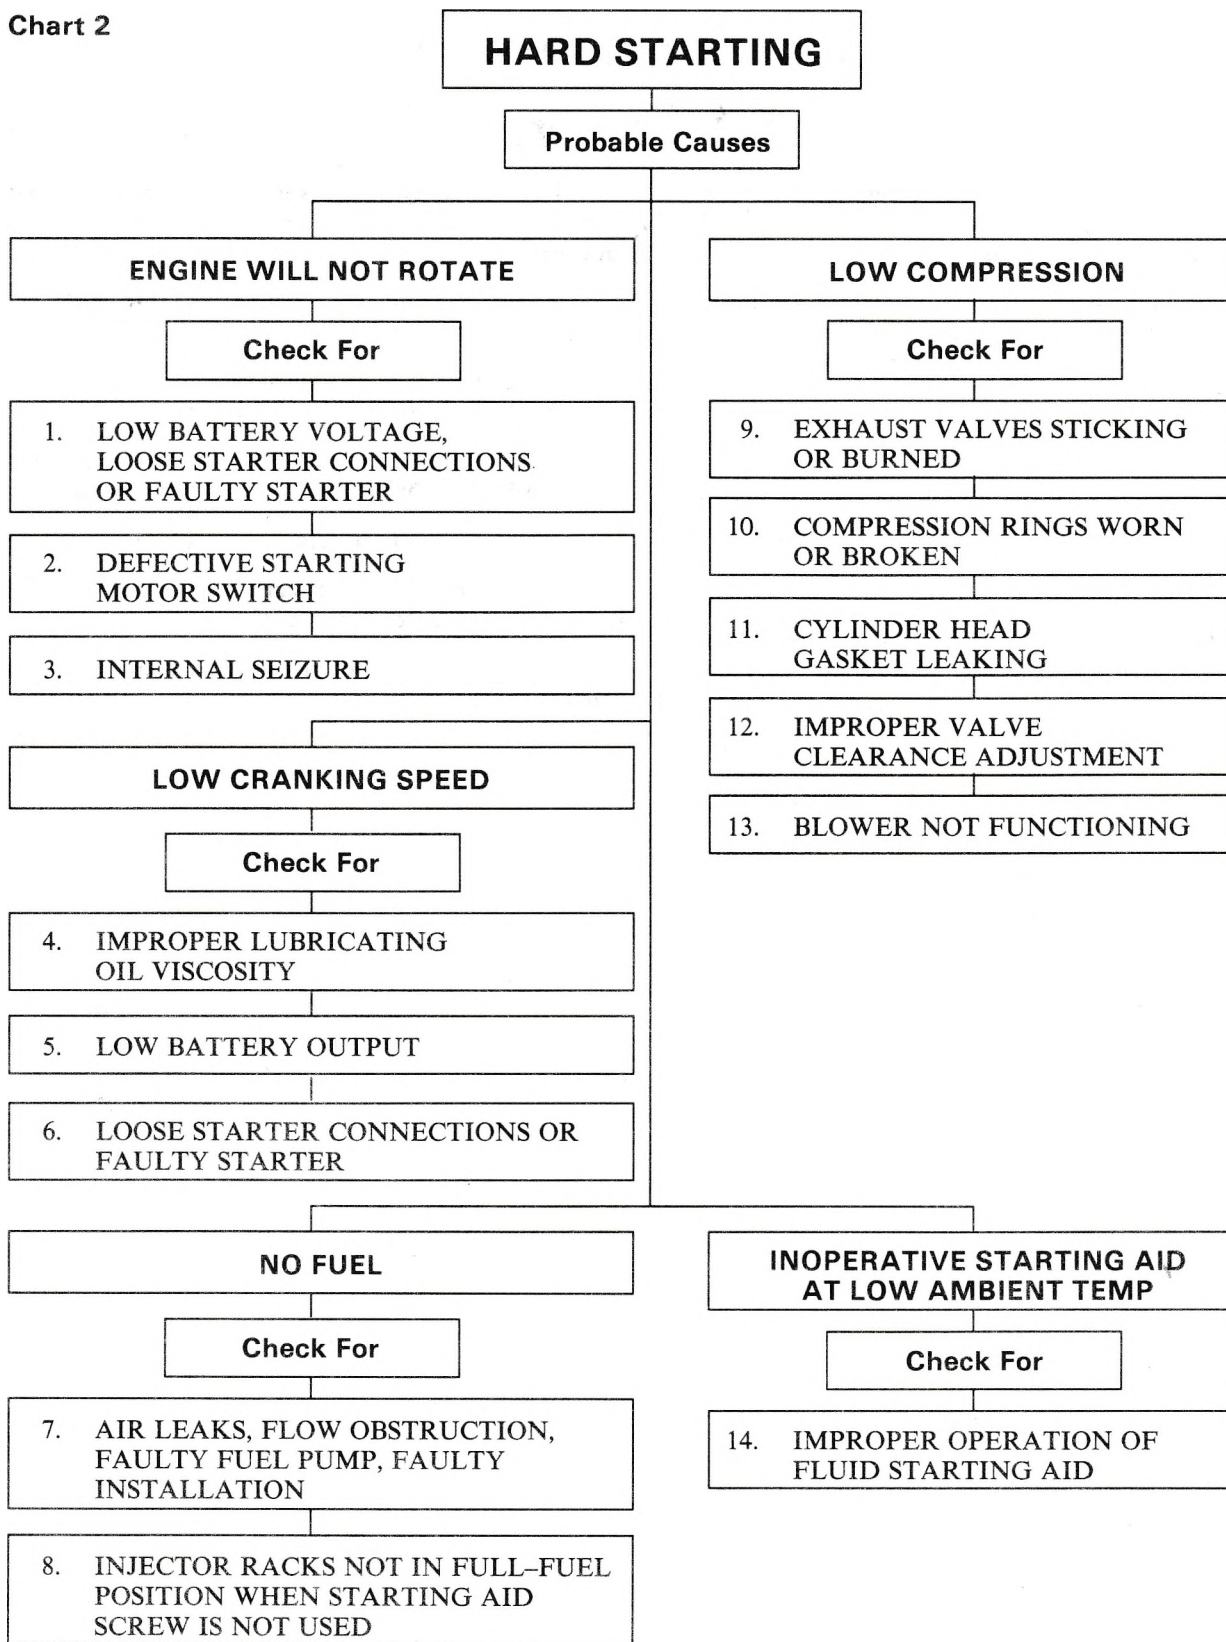 Chart 2
HARD STARTING
Probable Causes
ENGINE WILL NOT ROTATE
Check For
1. LOW BATTERY VOLTAGE,
LOOSE STARTER CONNECTIONS
OR FAULTY STARTER
2. DEFECTIVE STARTING
MOTOR SWITCH
3. INTERNAL SEIZURE
LOW CRANKING SPEED
Check For
4. IMPROPER LUBRICATING
OIL VISCOSITY
5. LOW BATTERY OUTPUT
6. LOOSE STARTER CONNECTIONS OR
FAULTY STARTER
NO FUEL
Check For
7. AIR LEAKS, FLOW OBSTRUCTION,
FAULTY FUEL PUMP, FAULTY
INSTALLATION
8. INJECTOR RACKS NOT IN FULL–FUEL
POSITION WHEN STARTING AID
SCREW IS NOT USED
LOW COMPRESSION
Check For
9. EXHAUST VALVES STICKING
OR BURNED
10. COMPRESSION RINGS WORN
OR BROKEN
11. CYLINDER HEAD
GASKET LEAKING
12. IMPROPER VALVE
CLEARANCE ADJUSTMENT
13. BLOWER NOT FUNCTIONING
INOPERATIVE STARTING AID
AT LOW AMBIENT TEMP
Check For
14. IMPROPER OPERATION OF
FLUID STARTING AID